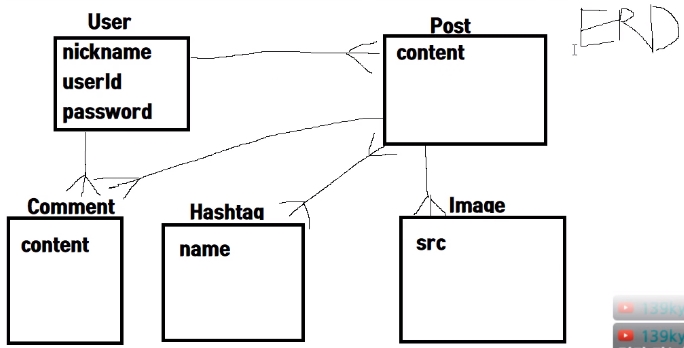 ERD
User
nickname
userId
password
Post
content
Comment
content
Hashtag
name
Image
src
139ky
139ky